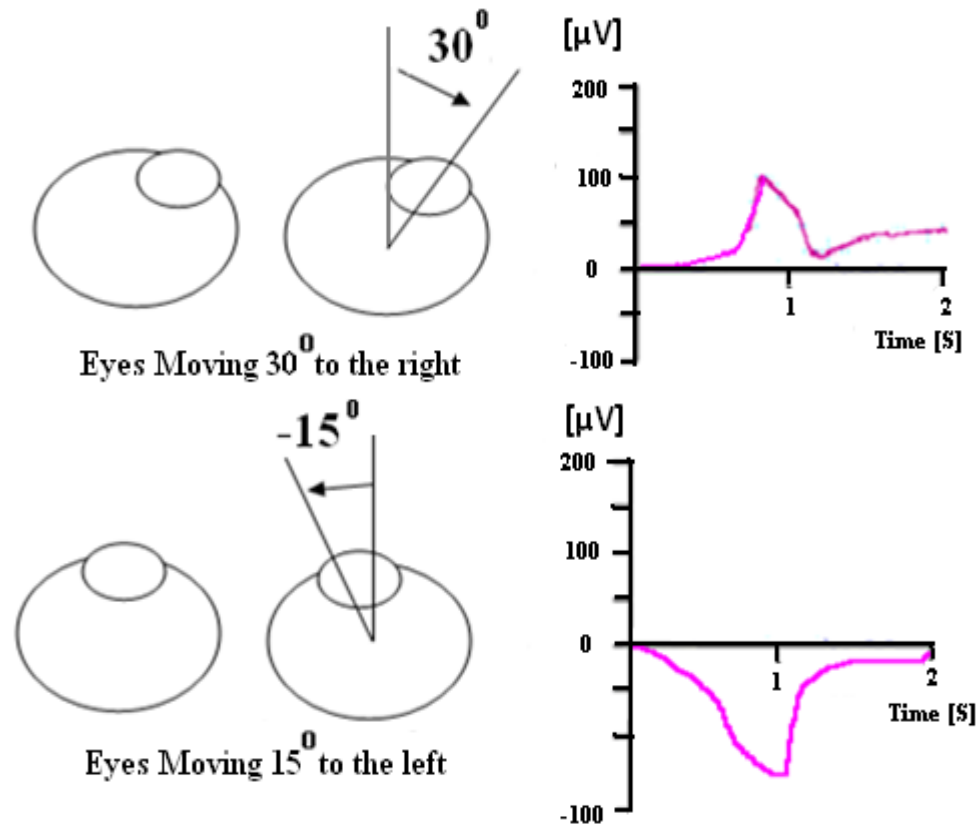 30⁰
[µV]
200
100
0
1
2
Time [S]
-100
Eyes Moving 30⁰ to the right
-15⁰
[µV]
200
100
0
1
2
Time [S]
-100
Eyes Moving 15⁰ to the left